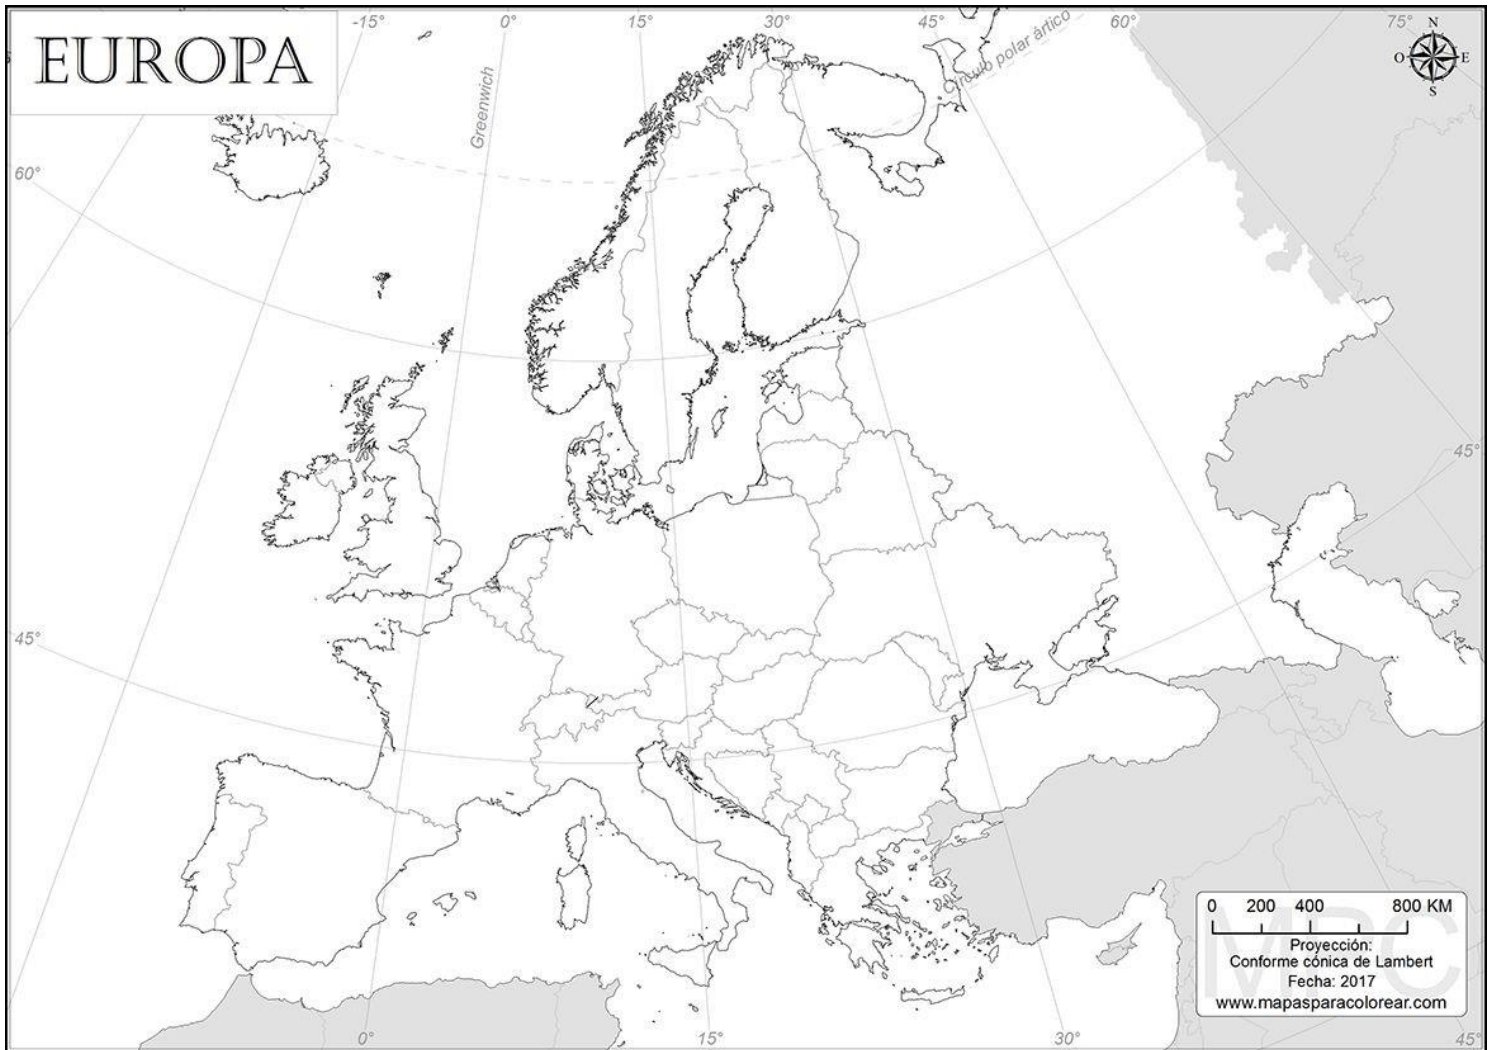 -15° 0° 15° 30° 45° 60° 75°
EUROPA
Greenwich
Círculo polar ártico
N
O E
S
60°
45°
45°
0 200 400 800 KM
MPC
Proyección:
Conforme cónica de Lambert
Fecha: 2017
www.mapasparacolorear.com
0° 15° 30° 45°